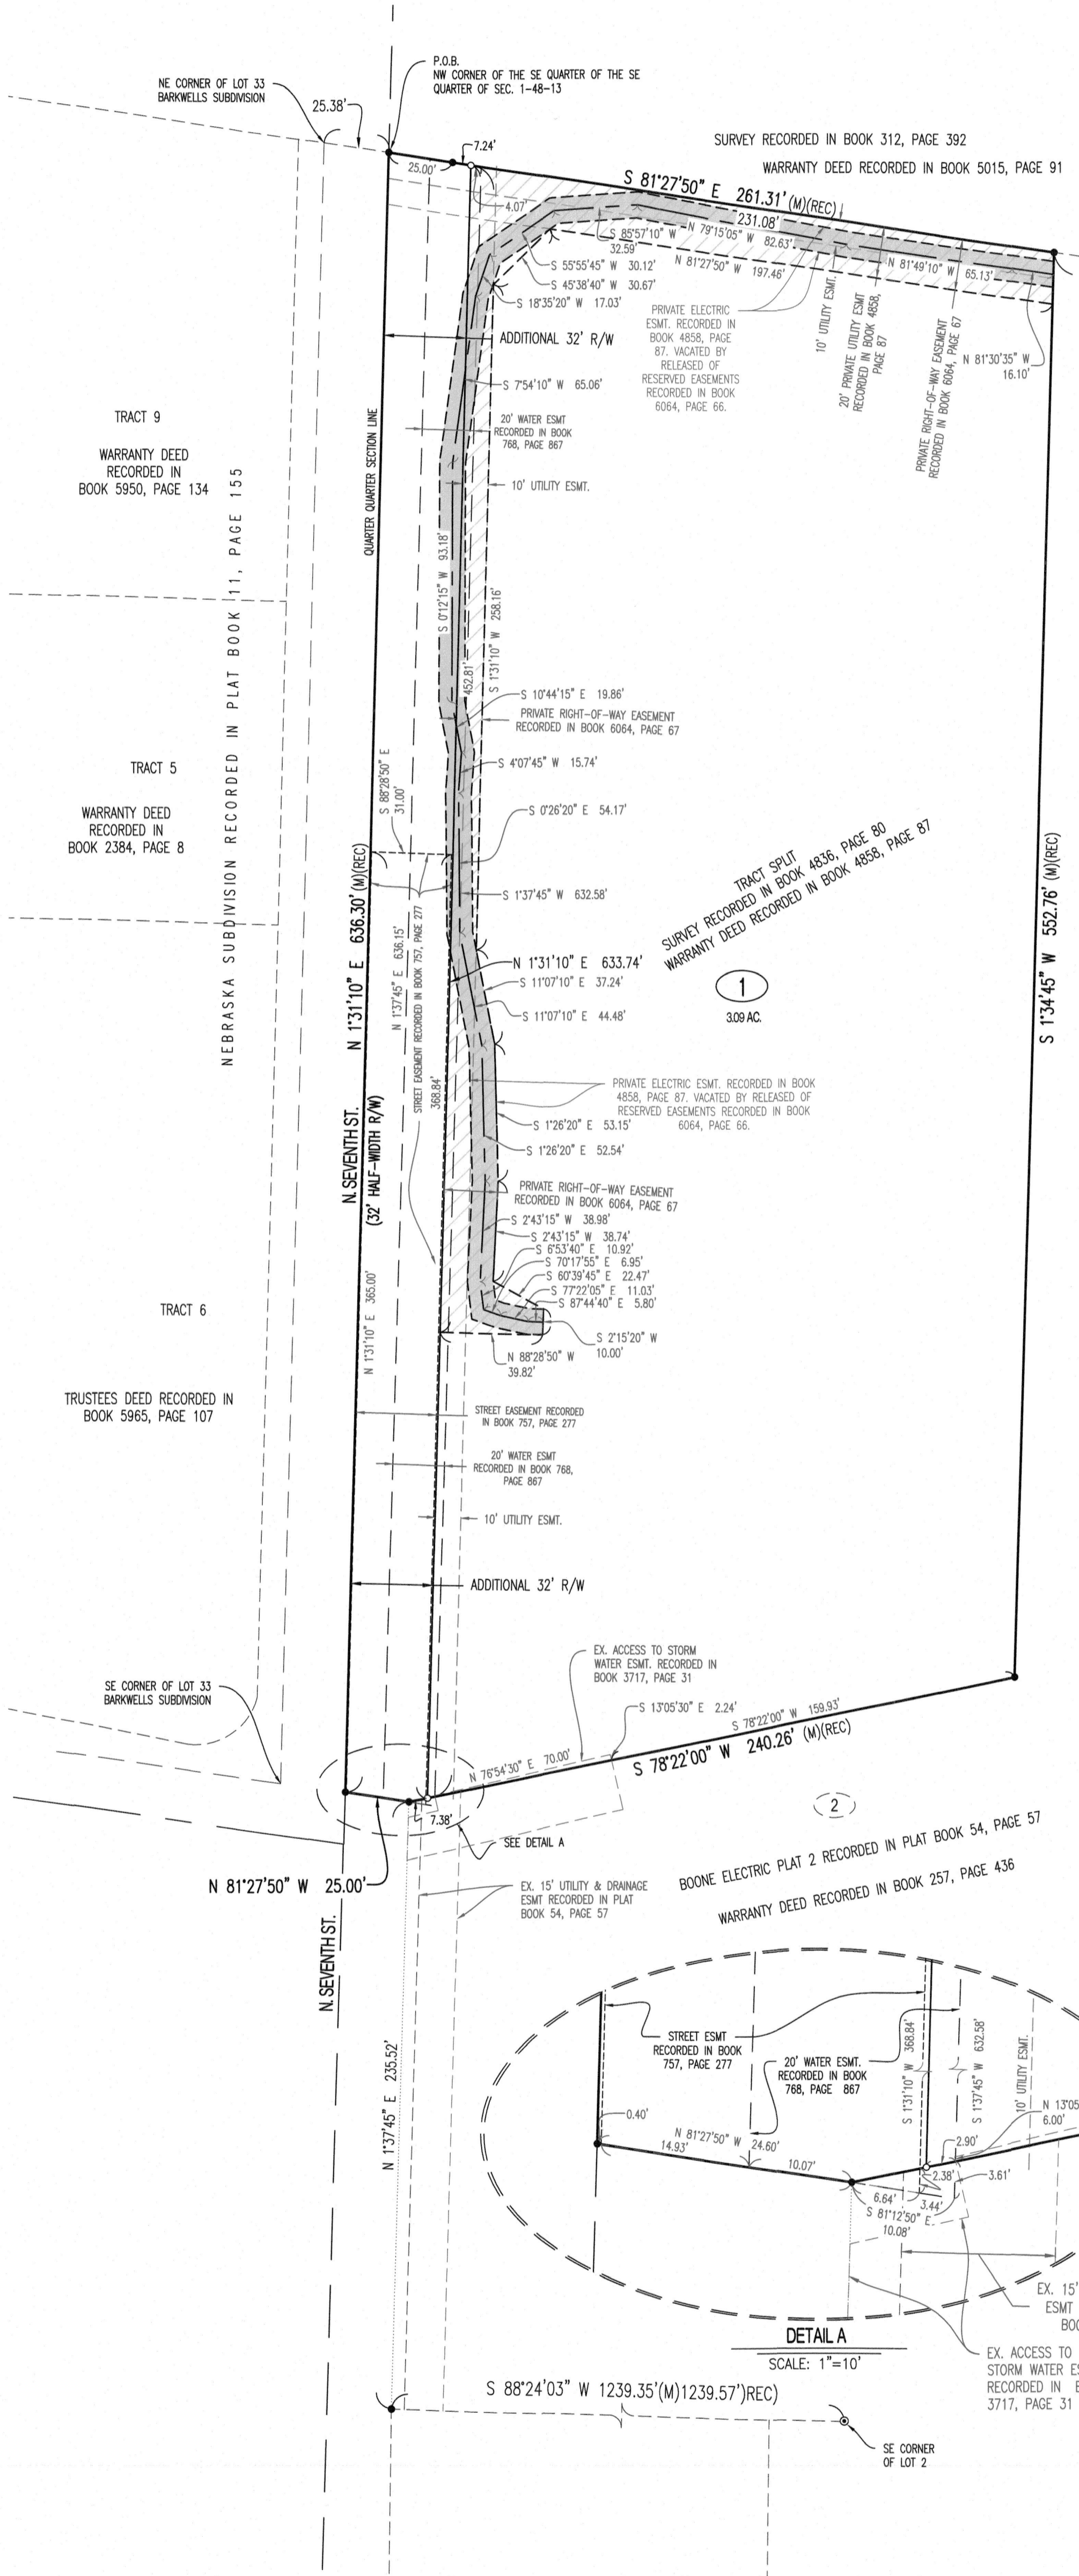 P.O.B.
NW CORNER OF THE SE QUARTER OF THE SE
QUARTER OF SEC. 1-48-13
NE CORNER OF LOT 33
BARKWELLS SUBDIVISION
25.38'
7.24'
25.00'
4.07'
SURVEY RECORDED IN BOOK 312, PAGE 392
WARRANTY DEED RECORDED IN BOOK 5015, PAGE 91
S 81°27'50" E 261.31' (M)(REC)
231.08'
S 85°57'10" W
32.59'
N 79°15'05" W 82.63'
N 81°27'50" W 197.46'
N 81°49'10" W 65.13'
S 55°55'45" W 30.12'
S 45°38'40" W 30.67'
S 18°35'20" W 17.03'
ADDITIONAL 32' R/W
PRIVATE ELECTRIC
ESMT. RECORDED IN
BOOK 4858, PAGE
87. VACATED BY
RELEASED OF
RESERVED EASEMENTS
RECORDED IN BOOK
6064, PAGE 66.
10' UTILITY ESMT.
20' PRIVATE UTILITY ESMT
RECORDED IN BOOK 4858,
PAGE 87
PRIVATE RIGHT-OF-WAY EASEMENT
RECORDED IN BOOK 6064, PAGE 67
N 81°30'35" W
16.10'
S 7°54'10" W 65.06'
20' WATER ESMT
RECORDED IN BOOK
768, PAGE 867
10' UTILITY ESMT.
QUARTER QUARTER SECTION LINE
TRACT 9
WARRANTY DEED
RECORDED IN
BOOK 5950, PAGE 134
NEBRASKA SUBDIVISION RECORDED IN PLAT BOOK 11, PAGE 155
S 0°12'15" W 93.18'
S 1°31'10" W 258.16'
452.81'
S 10°44'15" E 19.86'
PRIVATE RIGHT-OF-WAY EASEMENT
RECORDED IN BOOK 6064, PAGE 67
S 4°07'45" W 15.74'
TRACT 5
WARRANTY DEED
RECORDED IN
BOOK 2384, PAGE 8
S 88°28'50" E
31.00'
S 0°26'20" E 54.17'
S 1°37'45" W 632.58'
TRACT SPLIT
SURVEY RECORDED IN BOOK 4836, PAGE 80
WARRANTY DEED RECORDED IN BOOK 4858, PAGE 87
1
3.09 AC.
N 1°31'10" E 633.74'
S 11°07'10" E 37.24'
S 11°07'10" E 44.48'
S 1°34'45" W 552.76' (M)(REC)
N 1°31'10" E 636.30' (M)(REC)
N 1°37'45" E 636.15'
STREET EASEMENT RECORDED IN BOOK 757, PAGE 277
368.84'
N. SEVENTH ST.
(32' HALF-WIDTH R/W)
PRIVATE ELECTRIC ESMT. RECORDED IN BOOK
4858, PAGE 87. VACATED BY RELEASED OF
RESERVED EASEMENTS RECORDED IN BOOK
6064, PAGE 66.
S 1°26'20" E 53.15'
S 1°26'20" E 52.54'
PRIVATE RIGHT-OF-WAY EASEMENT
RECORDED IN BOOK 6064, PAGE 67
S 2°43'15" W 38.98'
S 2°43'15" W 38.74'
S 6°53'40" E 10.92'
S 70°17'55" E 6.95'
S 60°39'45" E 22.47'
S 77°22'05" E 11.03'
S 87°44'40" E 5.80'
S 2°15'20" W
10.00'
N 88°28'50" W
39.82'
N 1°31'10" E 365.00'
TRACT 6
TRUSTEES DEED RECORDED IN
BOOK 5965, PAGE 107
STREET EASEMENT RECORDED
IN BOOK 757, PAGE 277
20' WATER ESMT
RECORDED IN BOOK 768,
PAGE 867
10' UTILITY ESMT.
ADDITIONAL 32' R/W
EX. ACCESS TO STORM
WATER ESMT. RECORDED IN
BOOK 3717, PAGE 31
S 13°05'30" E 2.24'
S 78°22'00" W 159.93'
S 78°22'00" W 240.26' (M)(REC)
N 76°54'30" E 70.00'
SE CORNER OF LOT 33
BARKWELLS SUBDIVISION
7.38'
SEE DETAIL A
N 81°27'50" W 25.00'
2
BOONE ELECTRIC PLAT 2 RECORDED IN PLAT BOOK 54, PAGE 57
WARRANTY DEED RECORDED IN BOOK 257, PAGE 436
EX. 15' UTILITY & DRAINAGE
ESMT RECORDED IN PLAT
BOOK 54, PAGE 57
N. SEVENTH ST.
N 1°37'45" E 235.52'
STREET ESMT
RECORDED IN BOOK
757, PAGE 277
20' WATER ESMT.
RECORDED IN BOOK
768, PAGE 867
S 1°31'10" W 368.84'
S 1°37'45" W 632.58'
10' UTILITY ESMT.
N 13°05
6.00'
0.40'
N 81°27'50" W 24.60'
14.93'
10.07'
2.90'
2.38'
3.61'
6.64'
3.44'
S 81°12'50" E
10.08'
EX. 15'
ESMT
BOO
EX. ACCESS TO
STORM WATER ES
RECORDED IN B
3717, PAGE 31
DETAIL A
SCALE: 1"=10'
S 88°24'03" W 1239.35'(M)1239.57')REC)
SE CORNER
OF LOT 2